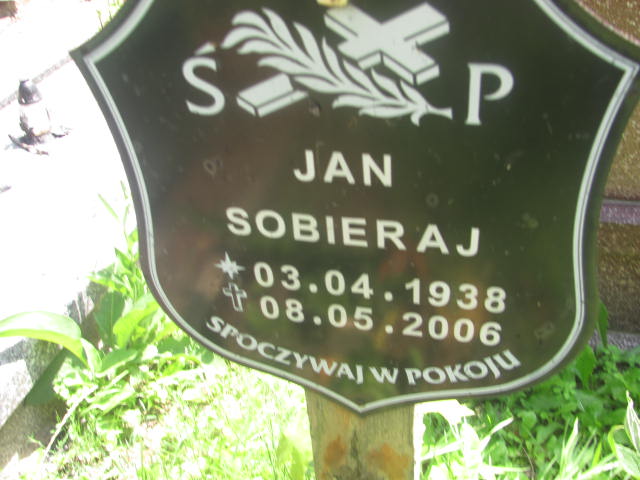 Ś P
JAN
SOBIERAJ
03.04.1938
08.05.2006
SPOCZYWAJ W POKOJU